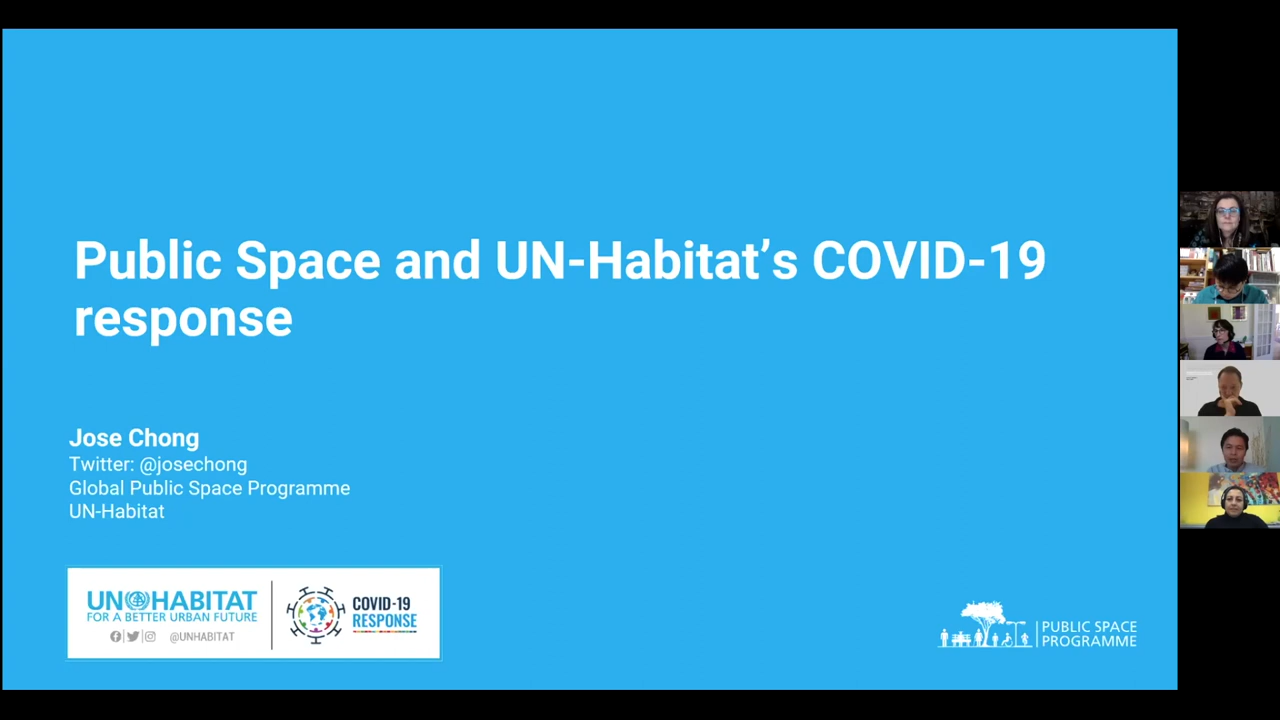 Public Space and UN-Habitat’s COVID-19
response
Jose Chong
Twitter: @josechong
Global Public Space Programme
UN-Habitat
UN HABITAT
FOR A BETTER URBAN FUTURE
@UNHABITAT
COVID-19
RESPONSE
PUBLIC SPACE
PROGRAMME